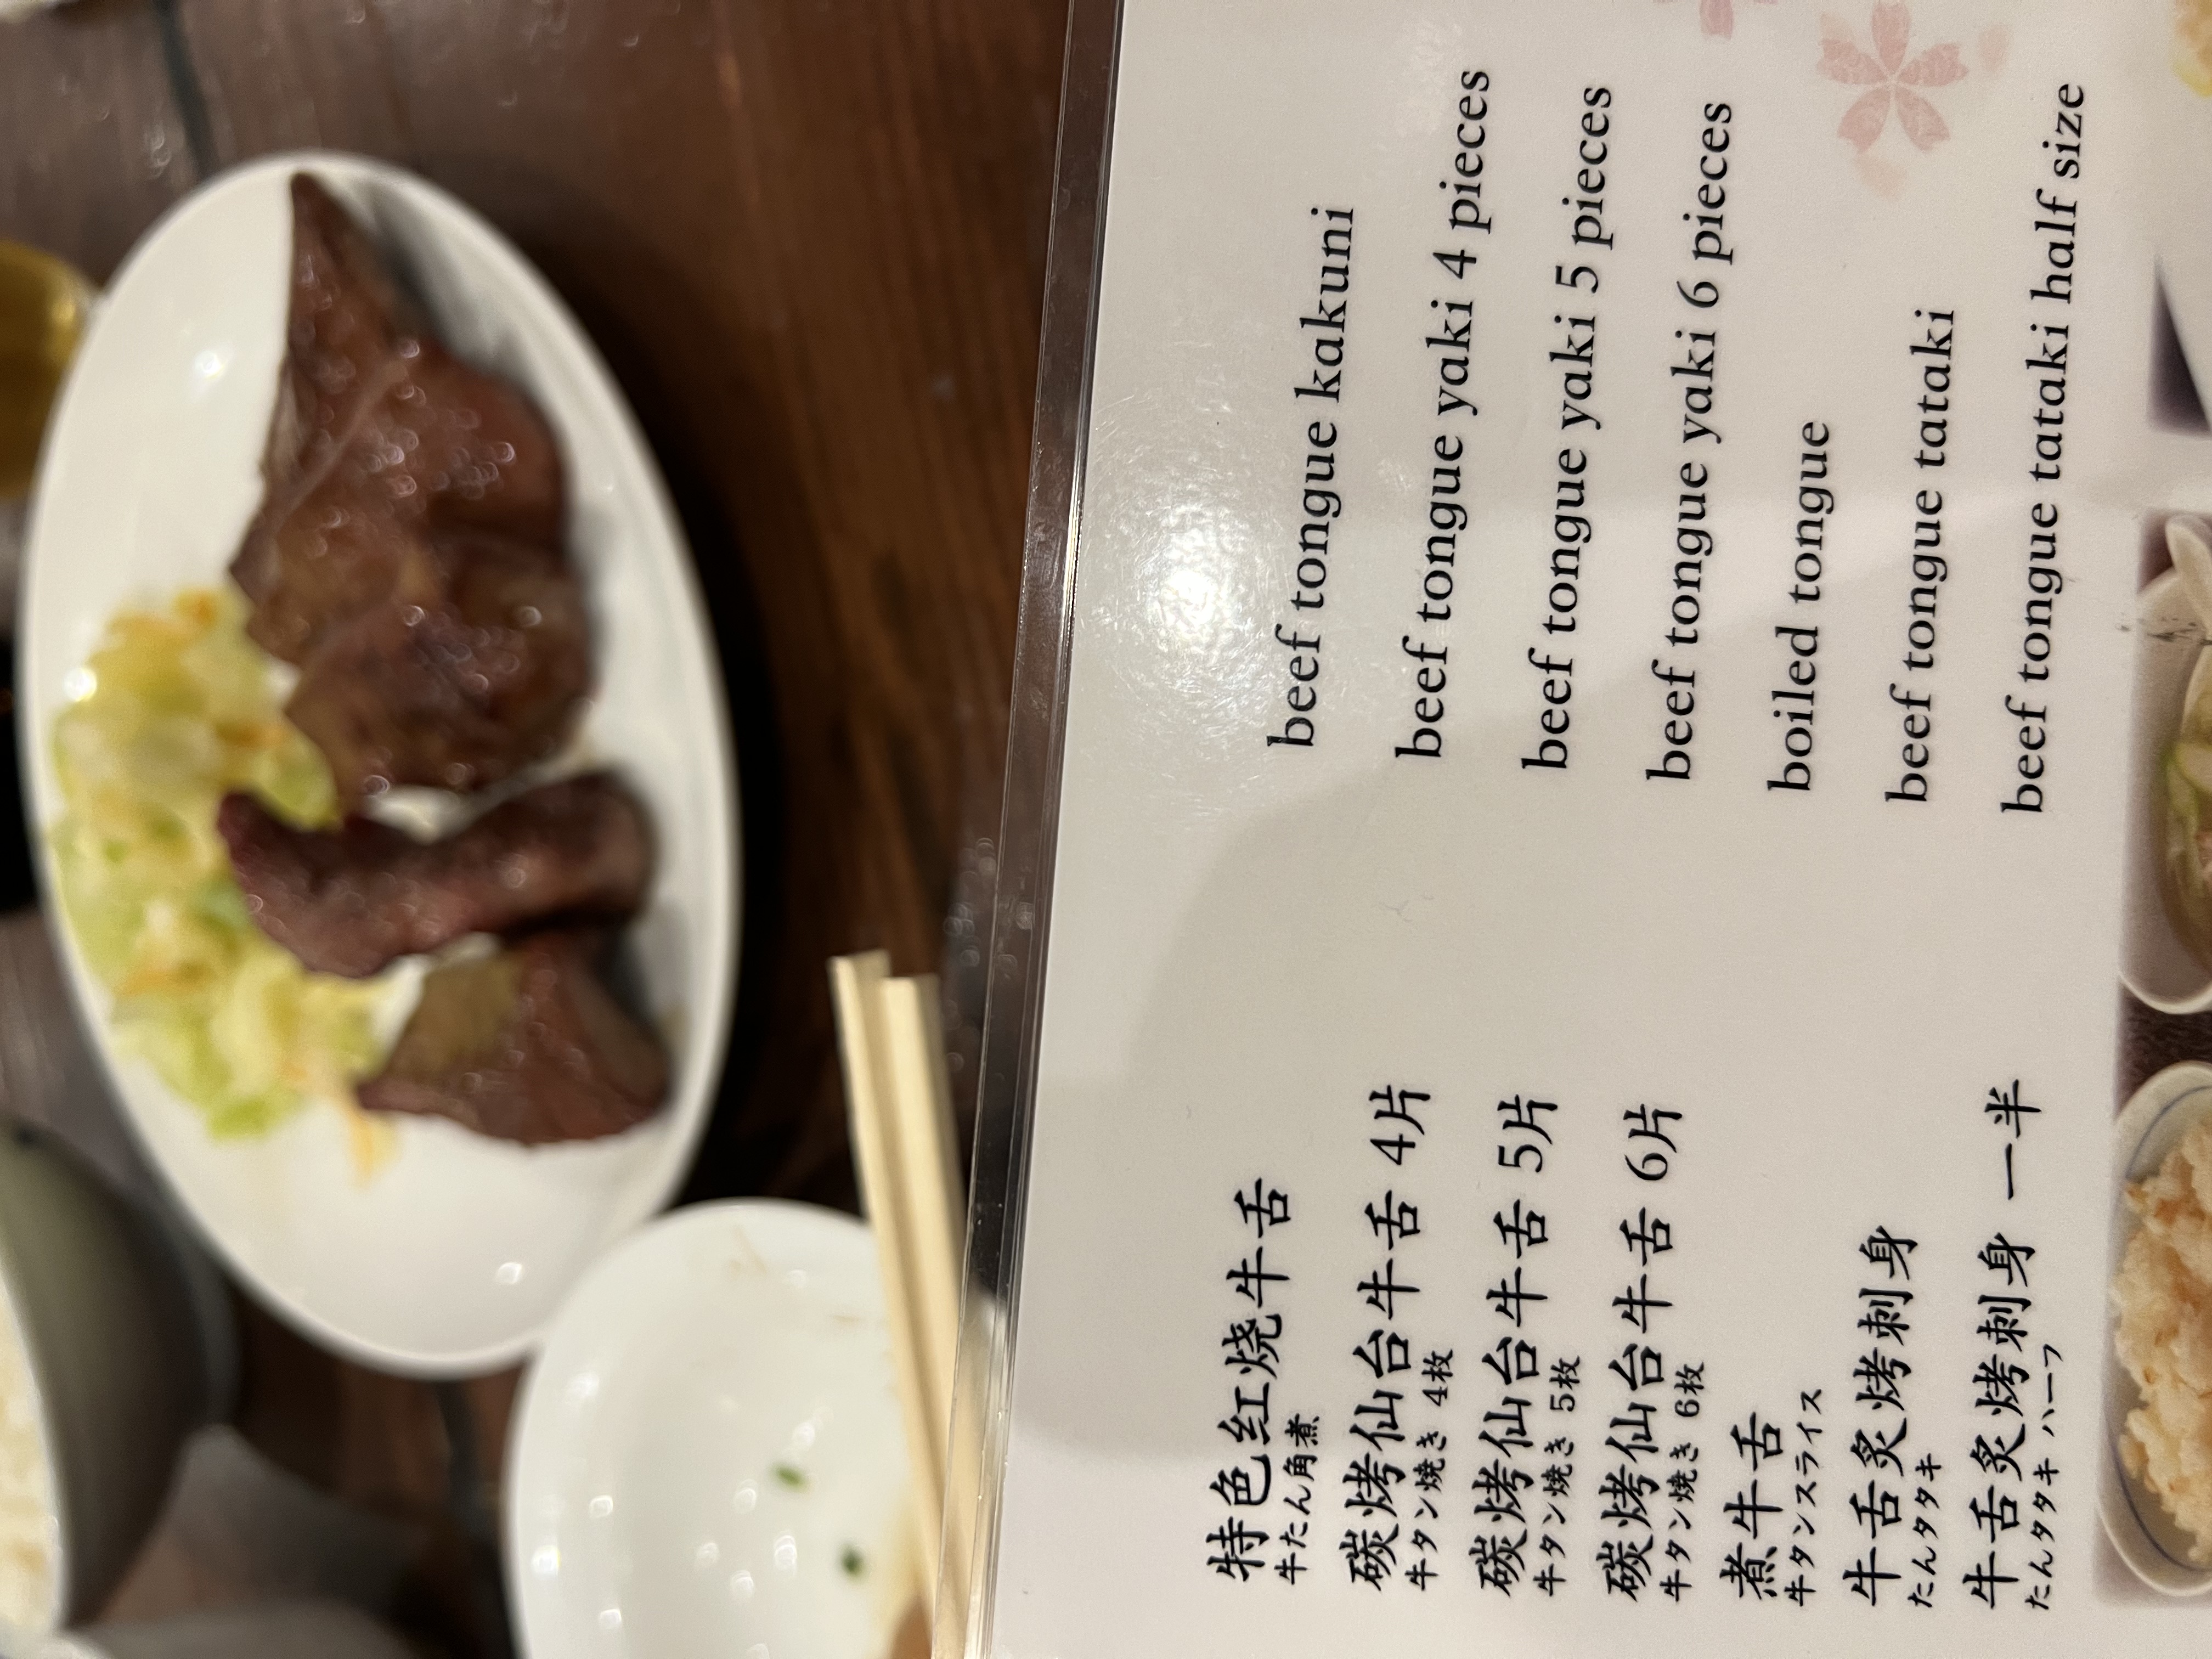 特色红烧牛舌
牛たん角煮
beef tongue kakuni
碳烤仙台牛舌 4片
牛タン焼き 4枚
beef tongue yaki 4 pieces
碳烤仙台牛舌 5片
牛タン焼き 5枚
beef tongue yaki 5 pieces
碳烤仙台牛舌 6片
牛タン焼き 6枚
beef tongue yaki 6 pieces
煮牛舌
牛タンスライス
boiled tongue
牛舌炙烤刺身
たんタタキ
beef tongue tataki
牛舌炙烤刺身 一半
たんタタキ ハーフ
beef tongue tataki half size